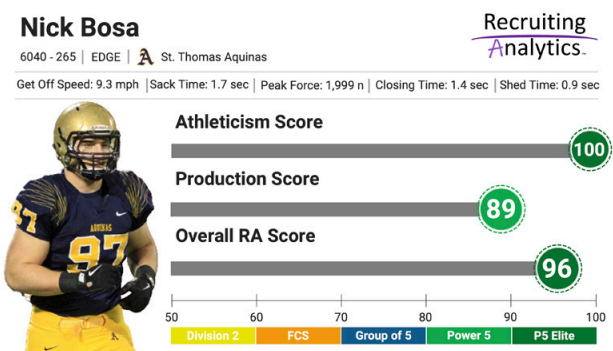 Nick Bosa
Recruiting
Analytics
6040 - 265 | EDGE | A St. Thomas Aquinas
Get Off Speed: 9.3 mph | Sack Time: 1.7 sec | Peak Force: 1,999 n | Closing Time: 1.4 sec | Shed Time: 0.9 sec
Athleticism Score
100
Production Score
89
Overall RA Score
96
97
AQUINAS
97
50 60 70 80 90 100
Division 2 FCS Group of 5 Power 5 P5 Elite